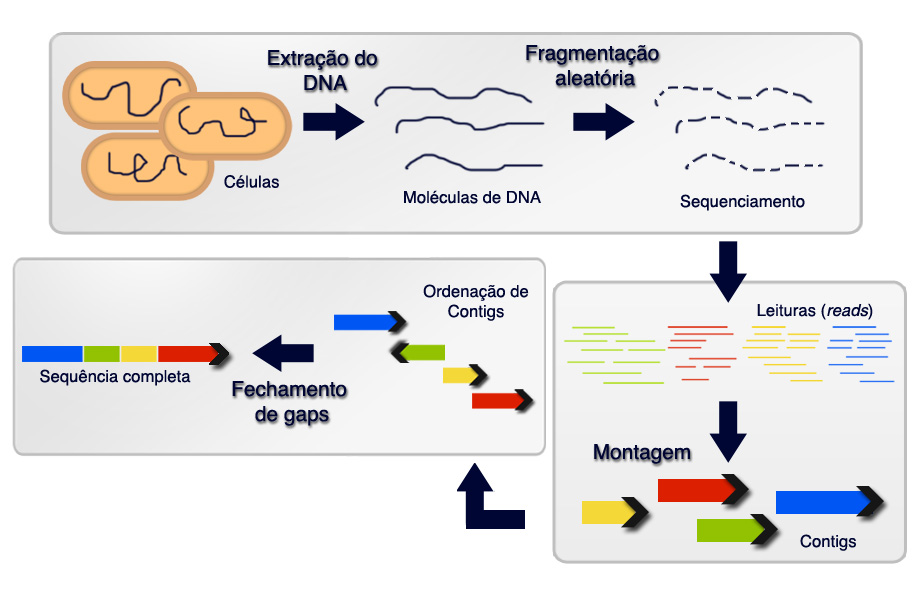 Extração do
DNA
Fragmentação
aleatória
Células
Moléculas de DNA
Sequenciamento
Leituras (reads)
Montagem
Contigs
Ordenação de
Contigs
Fechamento
de gaps
Sequência completa